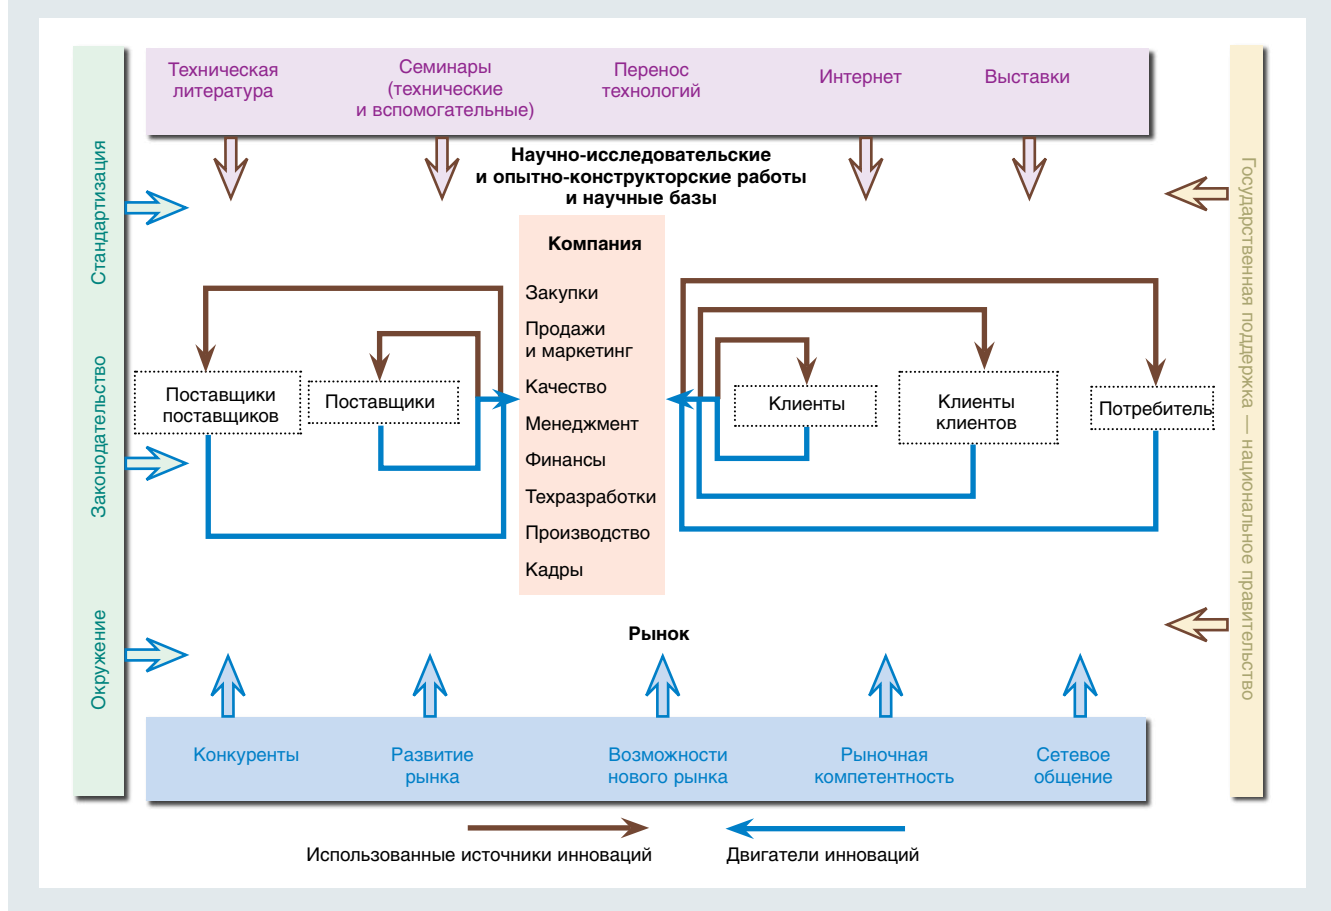 Техническая
литература
Семинары
(технические
и вспомогательные)
Перенос
технологий
Интернет
Выставки
Стандартизация
Законодательство
Окружение
Государственная поддержка — национальное правительство
Научно-исследовательские
и опытно-конструкторские работы
и научные базы
Компания
Закупки
Продажи
и маркетинг
Качество
Менеджмент
Финансы
Техразработки
Производство
Кадры
Поставщики
поставщиков
Поставщики
Клиенты
Клиенты
клиентов
Потребитель
Рынок
Конкуренты
Развитие
рынка
Возможности
нового рынка
Рыночная
компетентность
Сетевое
общение
Использованные источники инноваций
Двигатели инноваций